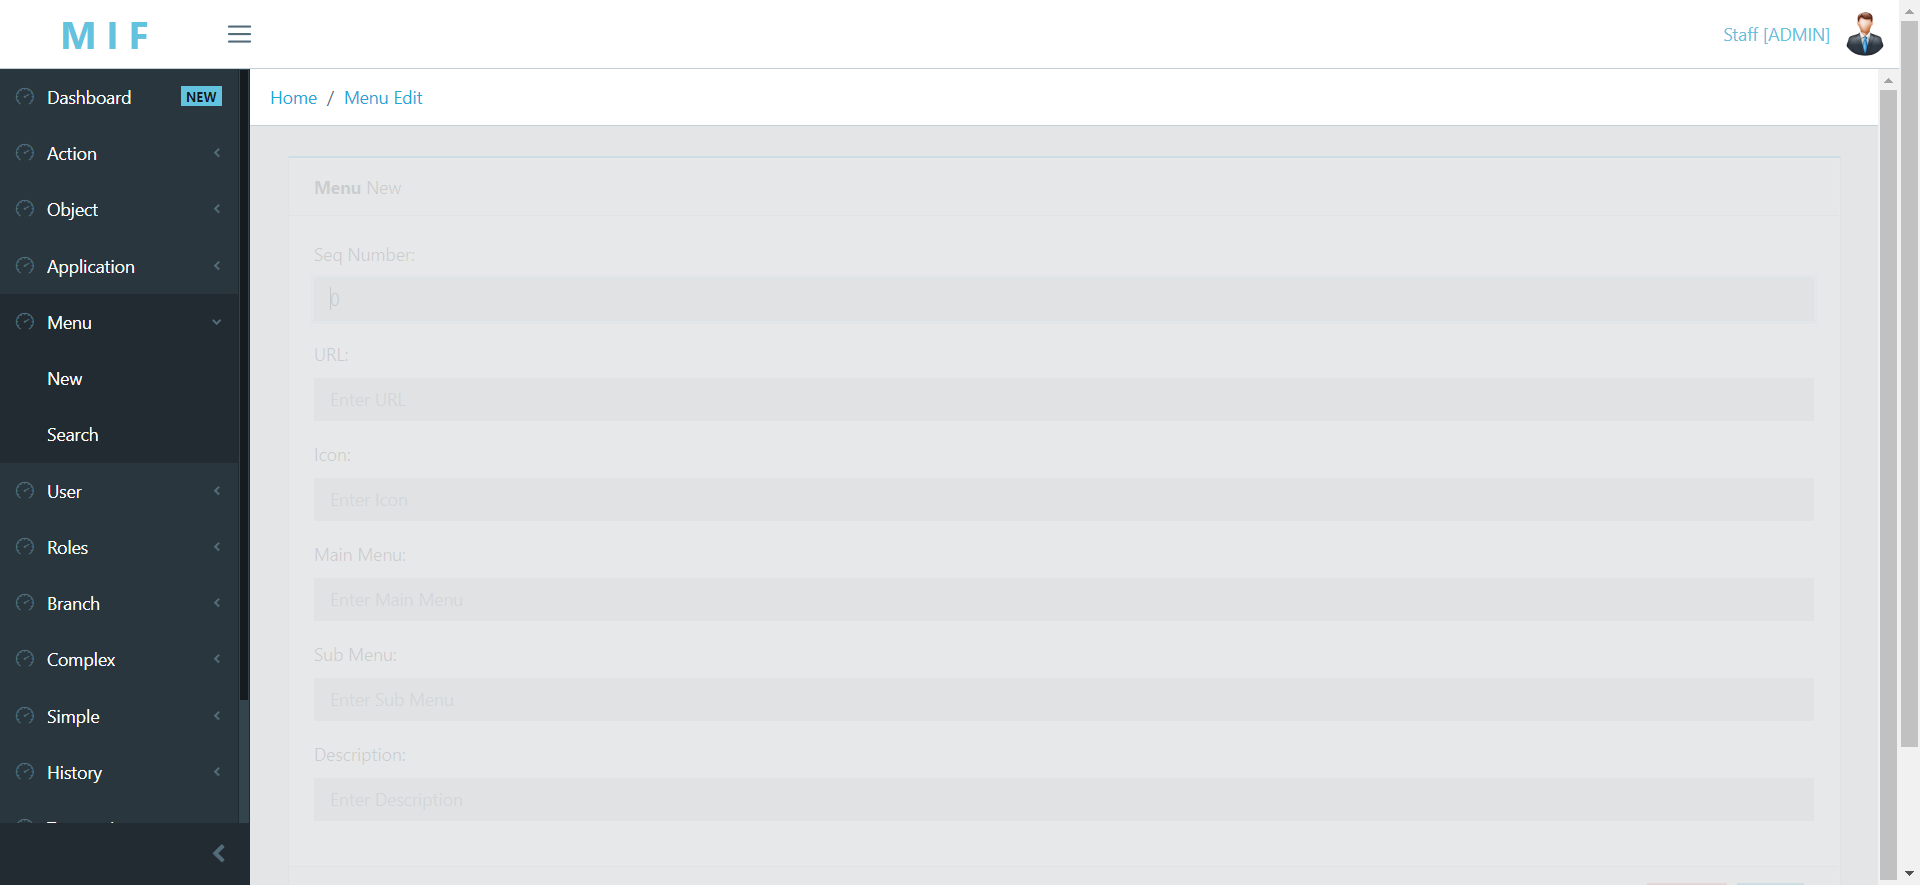 M I F
Staff [ADMIN]
Dashboard NEW
Action
Object
Application
Menu
New
Search
User
Roles
Branch
Complex
Simple
History
Home / Menu Edit
Menu New
Seq Number:
0
URL:
Enter URL
Icon:
Enter Icon
Main Menu:
Enter Main Menu
Sub Menu:
Enter Sub Menu
Description:
Enter Description